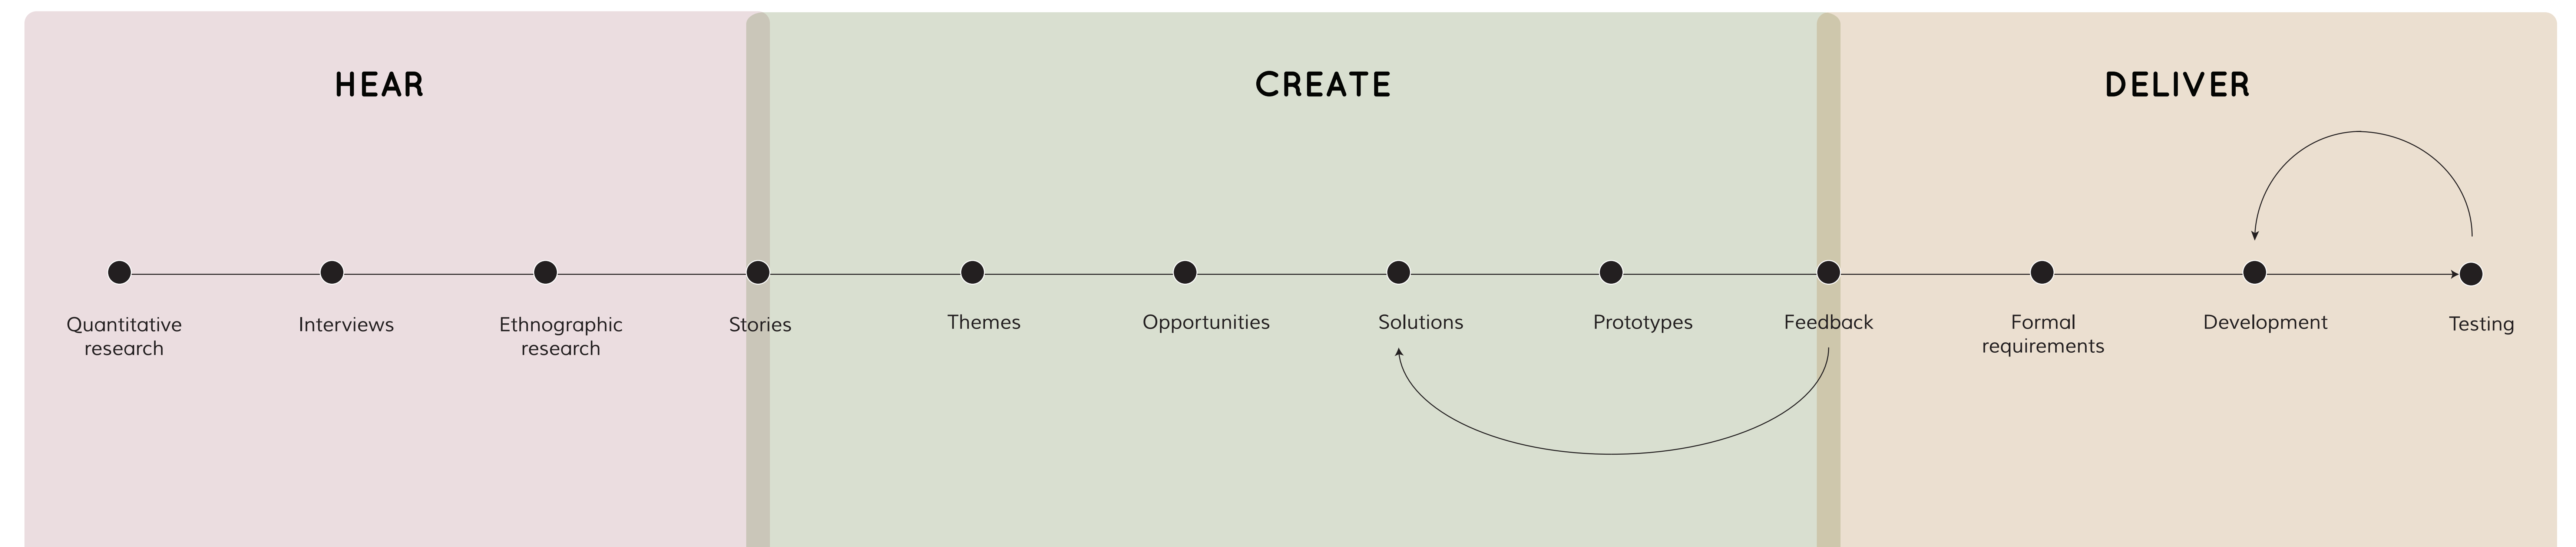 HEAR
CREATE
DELIVER
Quantitative
research
Interviews
Ethnographic
research
Stories
Themes
Opportunities
Solutions
Prototypes
Feedback
Formal
requirements
Development
Testing